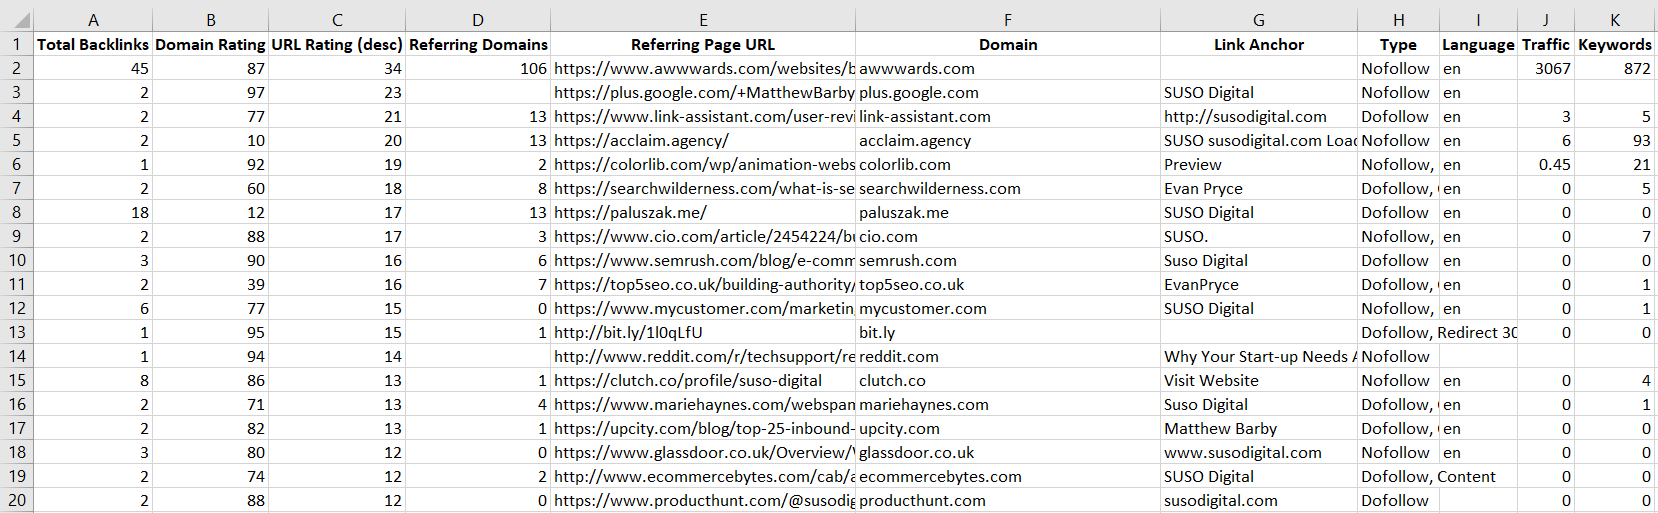 A B C D E F G H I J K
1 Total Backlinks Domain Rating URL Rating (desc) Referring Domains Referring Page URL Domain Link Anchor Type Language Traffic Keywords
2 45 87 34 106 https://www.awwwards.com/websites/b awwwards.com Nofollow en 3067 872
3 2 97 23 https://plus.google.com/+MatthewBarby plus.google.com SUSO Digital Nofollow en
4 2 77 21 13 https://www.link-assistant.com/user-revi link-assistant.com http://susodigital.com Dofollow en 3 5
5 2 10 20 13 https://acclaim.agency/ acclaim.agency SUSO susodigital.com Load Nofollow en 6 93
6 1 92 19 2 https://colorlib.com/wp/animation-webs colorlib.com Preview Nofollow, en 0.45 21
7 2 60 18 8 https://searchwilderness.com/what-is-se searchwilderness.com Evan Pryce Dofollow, en 0 5
8 18 12 17 13 https://paluszak.me/ paluszak.me SUSO Digital Dofollow en 0 0
9 2 88 17 3 https://www.cio.com/article/2454224/bu cio.com SUSO. Nofollow, en 0 7
10 3 90 16 6 https://www.semrush.com/blog/e-comm semrush.com Suso Digital Dofollow en 0 0
11 2 39 16 7 https://top5seo.co.uk/building-authority/ top5seo.co.uk EvanPryce Dofollow, en 0 1
12 6 77 15 0 https://www.mycustomer.com/marketin mycustomer.com SUSO Digital Nofollow, en 0 1
13 1 95 15 1 http://bit.ly/1l0qLfU bit.ly Dofollow, Redirect 30 0 0
14 1 94 14 http://www.reddit.com/r/techsupport/re reddit.com Why Your Start-up Needs A Nofollow
15 8 86 13 1 https://clutch.co/profile/suso-digital clutch.co Visit Website Nofollow en 0 4
16 2 71 13 4 https://www.mariehaynes.com/webspam mariehaynes.com Suso Digital Dofollow, en 0 1
17 2 82 13 1 https://upcity.com/blog/top-25-inbound- upcity.com Matthew Barby Dofollow, en 0 0
18 3 80 12 0 https://www.glassdoor.co.uk/Overview/ glassdoor.co.uk www.susodigital.com Nofollow en 0 0
19 2 74 12 2 http://www.ecommercebytes.com/cab/a ecommercebytes.com SUSO Digital Dofollow, Content 0 0
20 2 88 12 0 https://www.producthunt.com/@susodig producthunt.com susodigital.com Dofollow 0 0